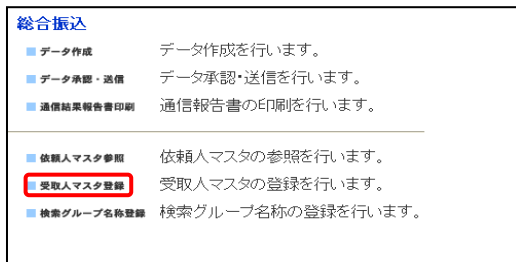 総合振込
データ作成 データ作成を行います。
データ承認・送信 データ承認・送信を行います。
通信結果報告書印刷 通信報告書の印刷を行います。
依頼人マスタ参照 依頼人マスタの参照を行います。
受取人マスタ登録 受取人マスタの登録を行います。
検索グループ名称登録 検索グループ名称の登録を行います。